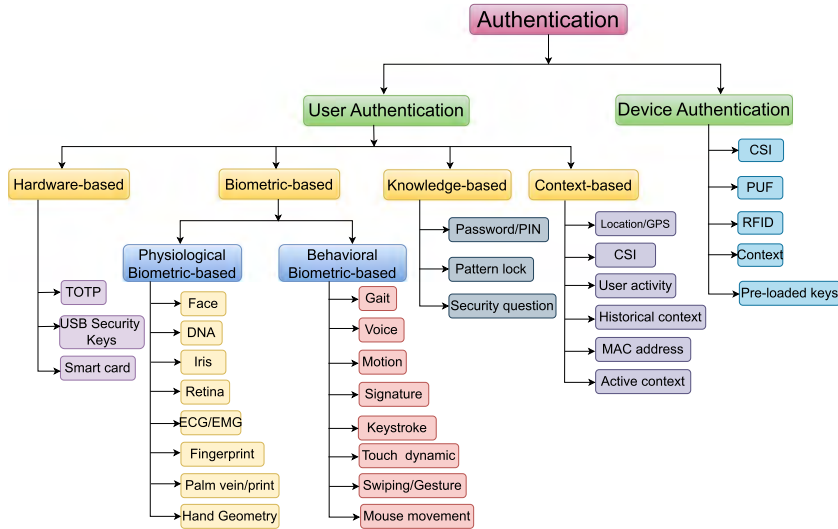 Authentication
User Authentication
Device Authentication
Hardware-based
Biometric-based
Knowledge-based
Context-based
TOTP
USB Security
Keys
Smart card
Physiological
Biometric-based
Face
DNA
Iris
Retina
ECG/EMG
Fingerprint
Palm vein/print
Hand Geometry
Behavioral
Biometric-based
Gait
Voice
Motion
Signature
Keystroke
Touch dynamic
Swiping/Gesture
Mouse movement
Password/PIN
Pattern lock
Security question
Location/GPS
CSI
User activity
Historical context
MAC address
Active context
CSI
PUF
RFID
Context
Pre-loaded keys